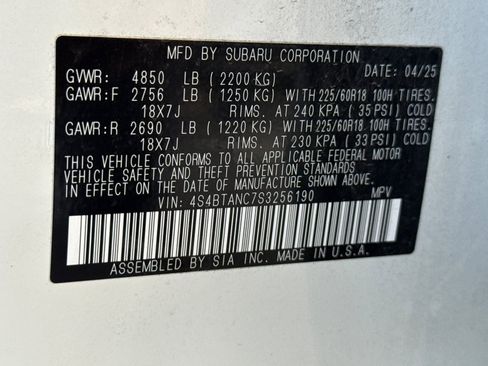 MFD BY SUBARU CORPORATION
GVWR: 4850 LB (2200 KG) DATE: 04/25
GAWR:F 2756 LB (1250 KG) WITH 225/60R18 100H TIRES.
18X7J RIMS. AT 240 KPA (35 PSI) COLD
GAWR:R 2690 LB (1220 KG) WITH 225/60R18 100H TIRES.
18X7J RIMS. AT 230 KPA (33 PSI) COLD
THIS VEHICLE CONFORMS TO ALL APPLICABLE FEDERAL MOTOR
VEHICLE SAFETY AND THEFT PREVENTION STANDARDS IN
EFFECT ON THE DATE OF MANUFACTURE SHOWN ABOVE.
VIN: 4S4BTANC7S3256190 MPV
ASSEMBLED BY SIA INC. MADE IN U.S.A.